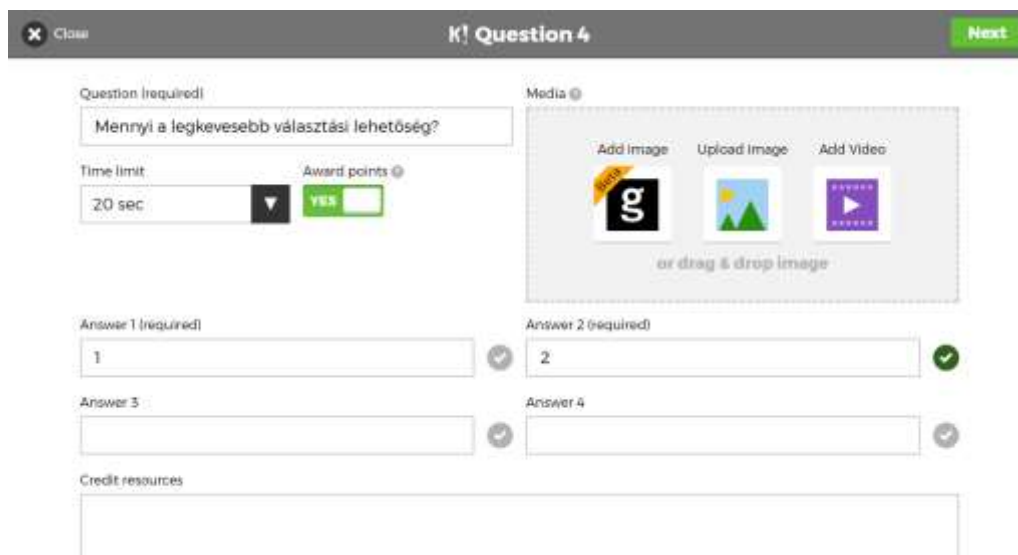 Close
K! Question 4
Next
Question (required)
Mennyi a legkevesebb választási lehetőség?
Time limit
20 sec
Award points
YES
Media
Add image
Upload image
Add Video
Beta
g
or drag & drop image
Answer 1 (required)
1
Answer 2 (required)
2
Answer 3
Answer 4
Credit resources